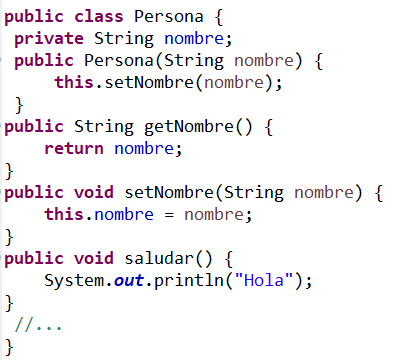 public class Persona {
private String nombre;
public Persona(String nombre) {
this.setNombre(nombre);
}
public String getNombre() {
return nombre;
}
public void setNombre(String nombre) {
this.nombre = nombre;
}
public void saludar() {
System.out.println("Hola");
}
//...
}